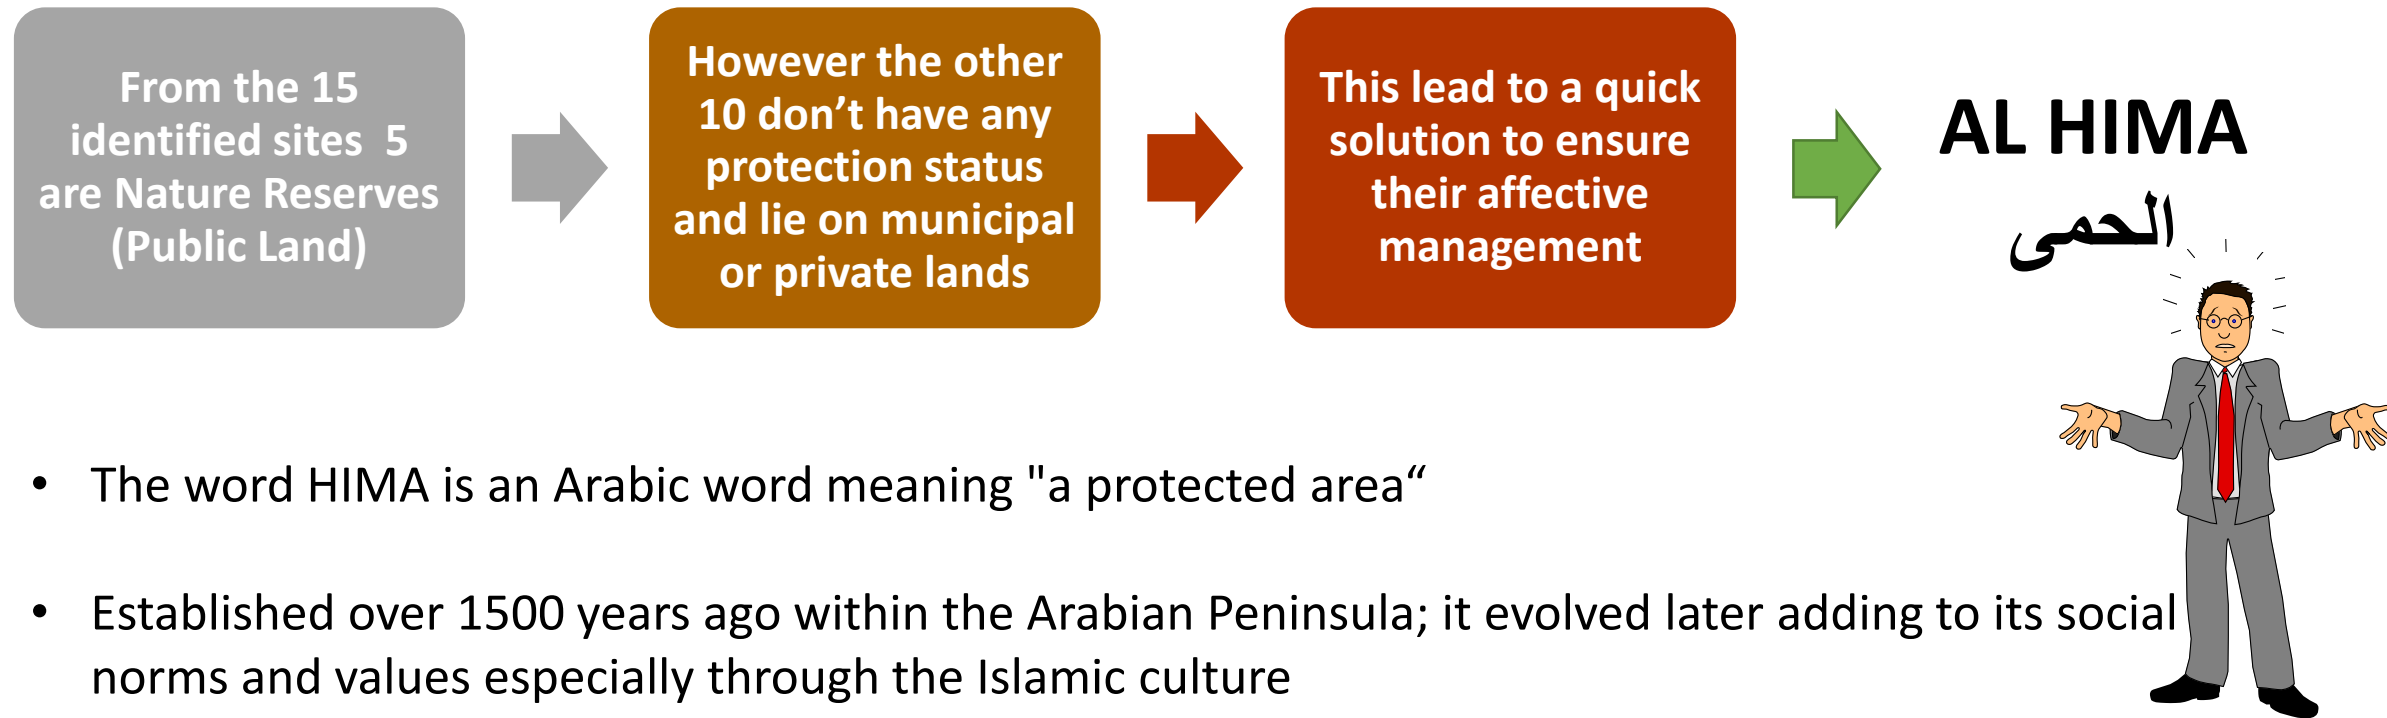 From the 15
identified sites  5
are Nature Reserves
(Public Land)
However the other
10 don’t have any
protection status
and lie on municipal
or private lands
This lead to a quick
solution to ensure
their affective
management
AL HIMA
الحمى
• The word HIMA is an Arabic word meaning "a protected area“
• Established over 1500 years ago within the Arabian Peninsula; it evolved later adding to its social
norms and values especially through the Islamic culture